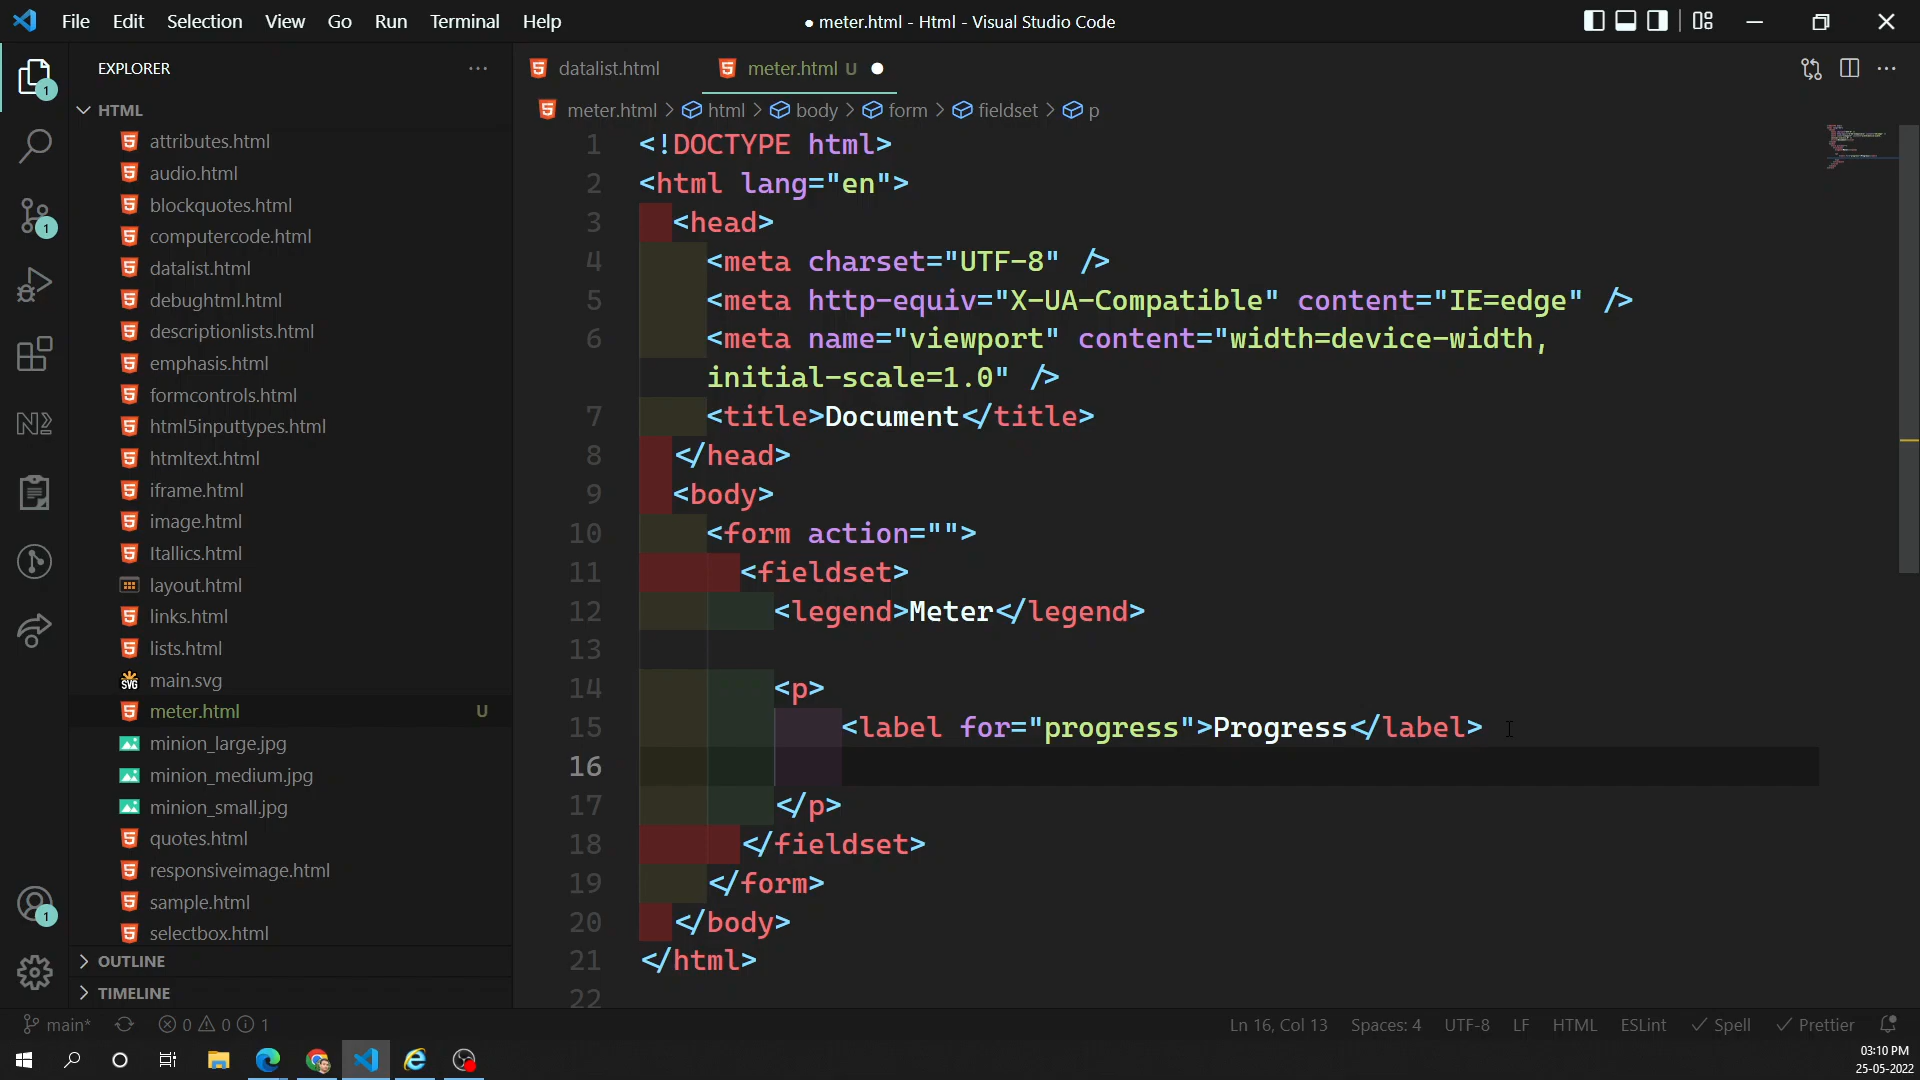 File Edit Selection View Go Run Terminal Help
● meter.html - Html - Visual Studio Code
EXPLORER
HTML
attributes.html
audio.html
blockquotes.html
computercode.html
datalist.html
debughtml.html
descriptionlists.html
emphasis.html
formcontrols.html
html5inputtypes.html
htmltext.html
iframe.html
image.html
Itallics.html
layout.html
links.html
lists.html
main.svg
meter.html U
minion_large.jpg
minion_medium.jpg
minion_small.jpg
quotes.html
responsiveimage.html
sample.html
selectbox.html
OUTLINE
TIMELINE
datalist.html meter.html U
meter.html > html > body > form > fieldset > p
1 <!DOCTYPE html>
2 <html lang="en">
3 <head>
4 <meta charset="UTF-8" />
5 <meta http-equiv="X-UA-Compatible" content="IE=edge" />
6 <meta name="viewport" content="width=device-width,
initial-scale=1.0" />
7 <title>Document</title>
8 </head>
9 <body>
10 <form action="">
11 <fieldset>
12 <legend>Meter</legend>
13
14 <p>
15 <label for="progress">Progress</label>
16
17 </p>
18 </fieldset>
19 </form>
20 </body>
21 </html>
22
main* 0 0 1
Ln 16, Col 13 Spaces: 4 UTF-8 LF HTML ESLint Spell Prettier
03:10 PM
25-05-2022